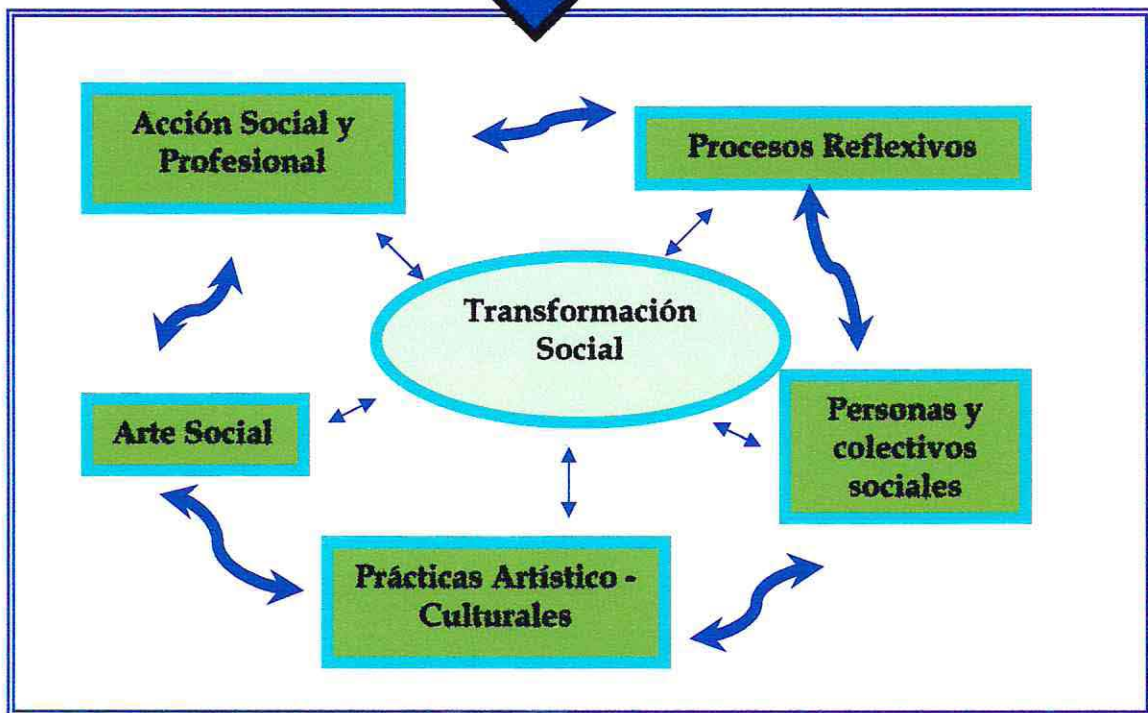 Acción Social y
Profesional
Procesos Reflexivos
Transformación
Social
Arte Social
Personas y
colectivos
sociales
Prácticas Artístico -
Culturales